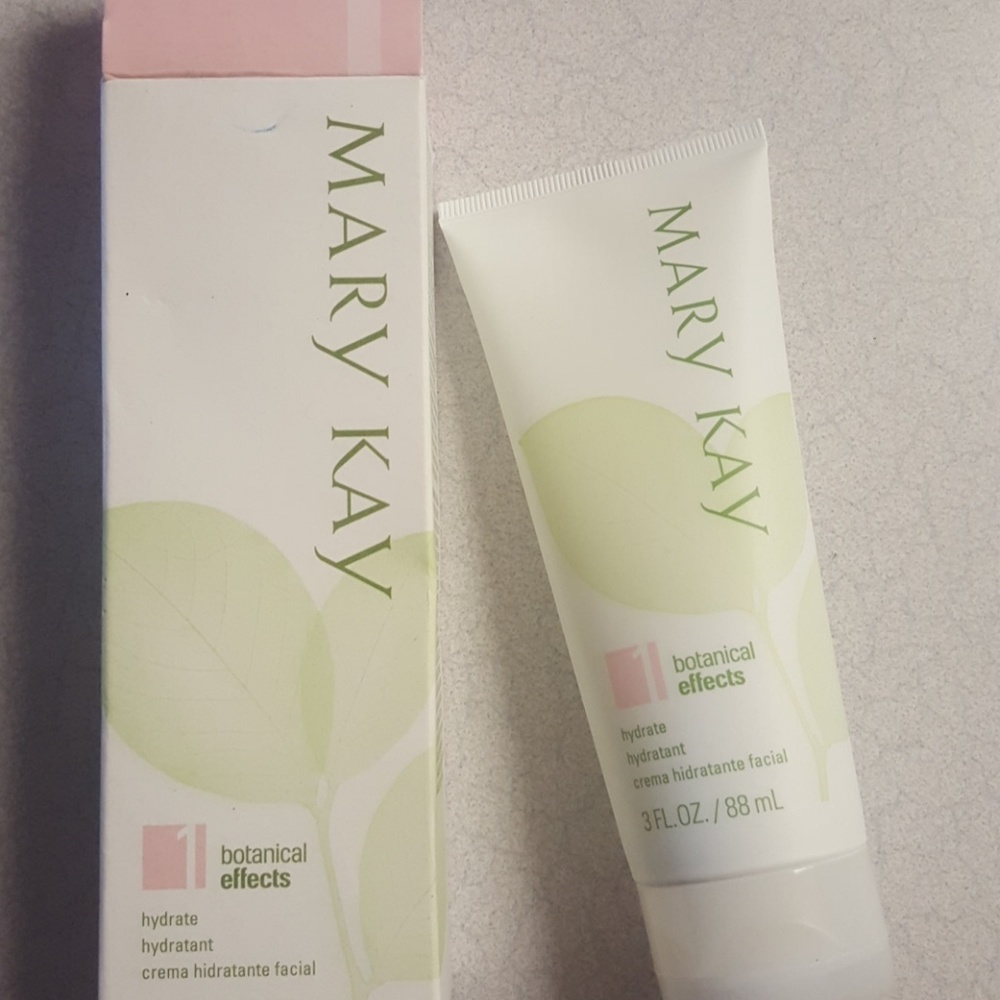 MARY KAY
1
botanical
effects
hydrate
hydratant
crema hidratante facial
MARY KAY
1
botanical
effects
hydrate
hydratant
crema hidratante facial
3 FL.OZ. / 88 mL